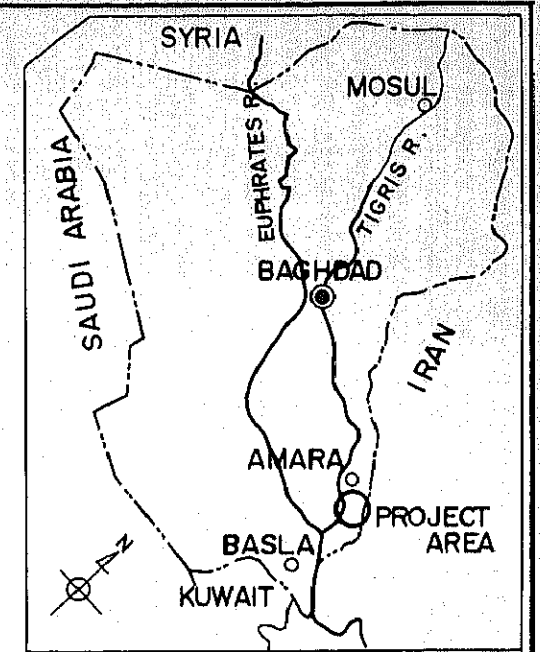 SYRIA
MOSUL
EUPHRATES R.
TIGRIS R.
SAUDI ARABIA
BAGHDAD
IRAN
AMARA
PROJECT
AREA
BASLA
KUWAIT
N